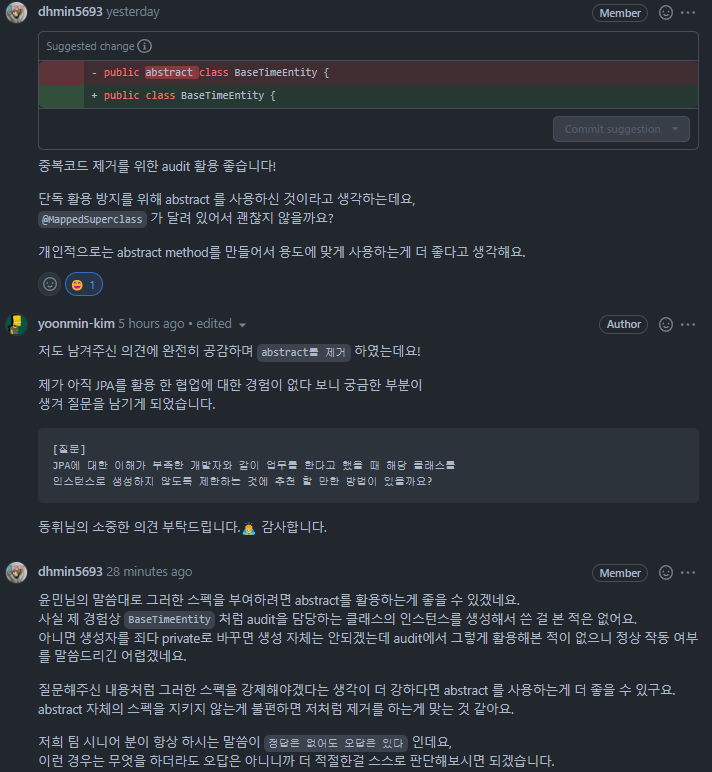 dhmin5693 yesterday
Member
Suggested change
- public abstract class BaseTimeEntity {
+ public class BaseTimeEntity {
Commit suggestion
중복코드 제거를 위한 audit 활용 좋습니다!
단독 활용 방지를 위해 abstract 를 사용하신 것이라고 생각하는데요,
@MappedSuperclass 가 달려 있어서 괜찮지 않을까요?
개인적으로는 abstract method를 만들어서 용도에 맞게 사용하는게 더 좋다고 생각해요.
1
yoonmin-kim 5 hours ago • edited
Author
저도 남겨주신 의견에 완전히 공감하며 abstract를 제거 하였는데요!
제가 아직 JPA를 활용 한 협업에 대한 경험이 없다 보니 궁금한 부분이
생겨 질문을 남기게 되었습니다.
[질문]
JPA에 대한 이해가 부족한 개발자와 같이 업무를 한다고 했을 때 해당 클래스를
인스턴스로 생성하지 않도록 제한하는 것에 추천 할 만한 방법이 있을까요?
동휘님의 소중한 의견 부탁드립니다.🙇 감사합니다.
dhmin5693 28 minutes ago
Member
윤민님의 말씀대로 그러한 스펙을 부여하려면 abstract를 활용하는게 좋을 수 있겠네요.
사실 제 경험상 BaseTimeEntity 처럼 audit을 담당하는 클래스의 인스턴스를 생성해서 쓴 걸 본 적은 없어요.
아니면 생성자를 죄다 private로 바꾸면 생성 자체는 안되겠는데 audit에서 그렇게 활용해본 적이 없으니 정상 작동 여부
를 말씀드리긴 어렵겠네요.
질문해주신 내용처럼 그러한 스펙을 강제해야겠다는 생각이 더 강하다면 abstract 를 사용하는게 더 좋을 수 있구요.
abstract 자체의 스펙을 지키지 않는게 불편하면 저처럼 제거를 하는게 맞는 것 같아요.
저희 팀 시니어 분이 항상 하시는 말씀이 정답은 없어도 오답은 있다 인데요,
이런 경우는 무엇을 하더라도 오답은 아니니까 더 적절한걸 스스로 판단해보시면 되겠습니다.